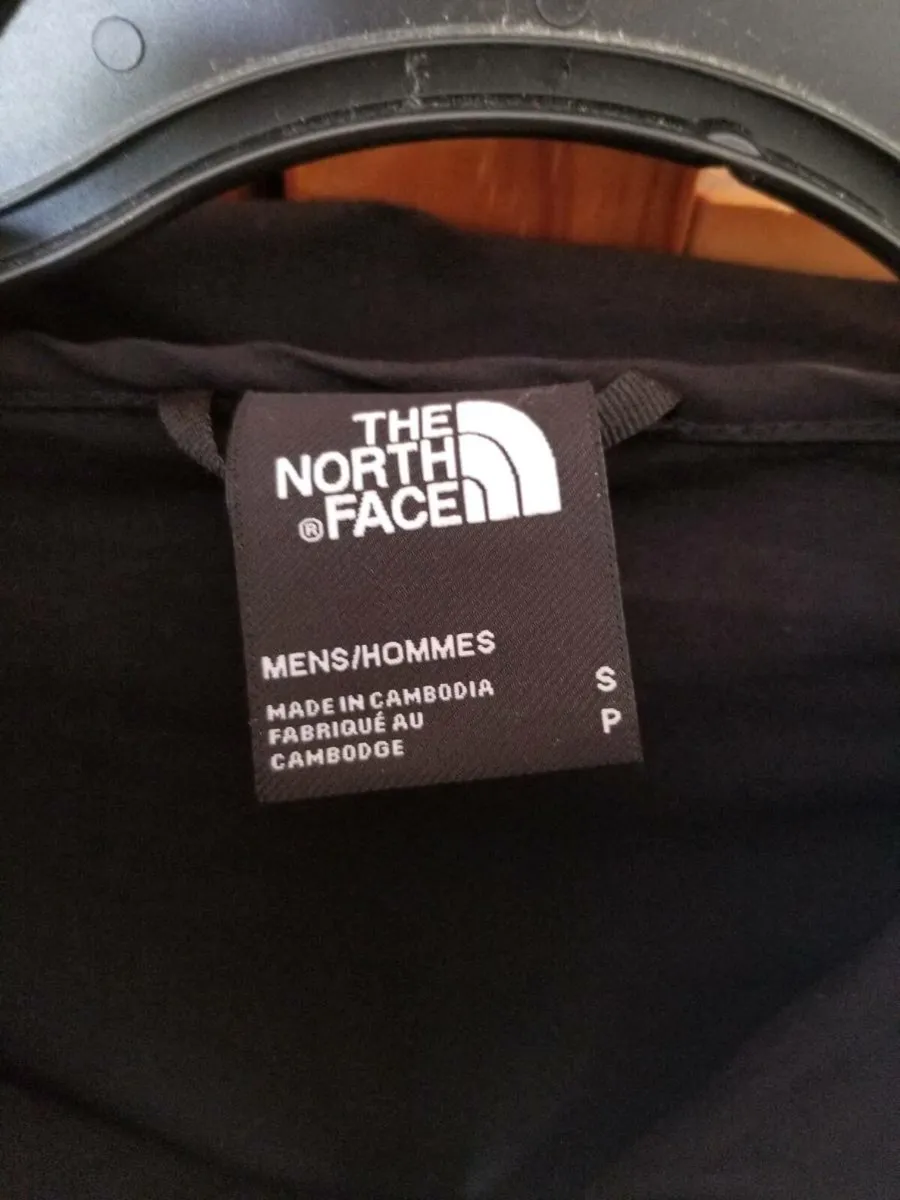 THE
NORTH
® FACE
MENS/HOMMES
MADE IN CAMBODIA
FABRIQUÉ AU
CAMBODGE
S
P